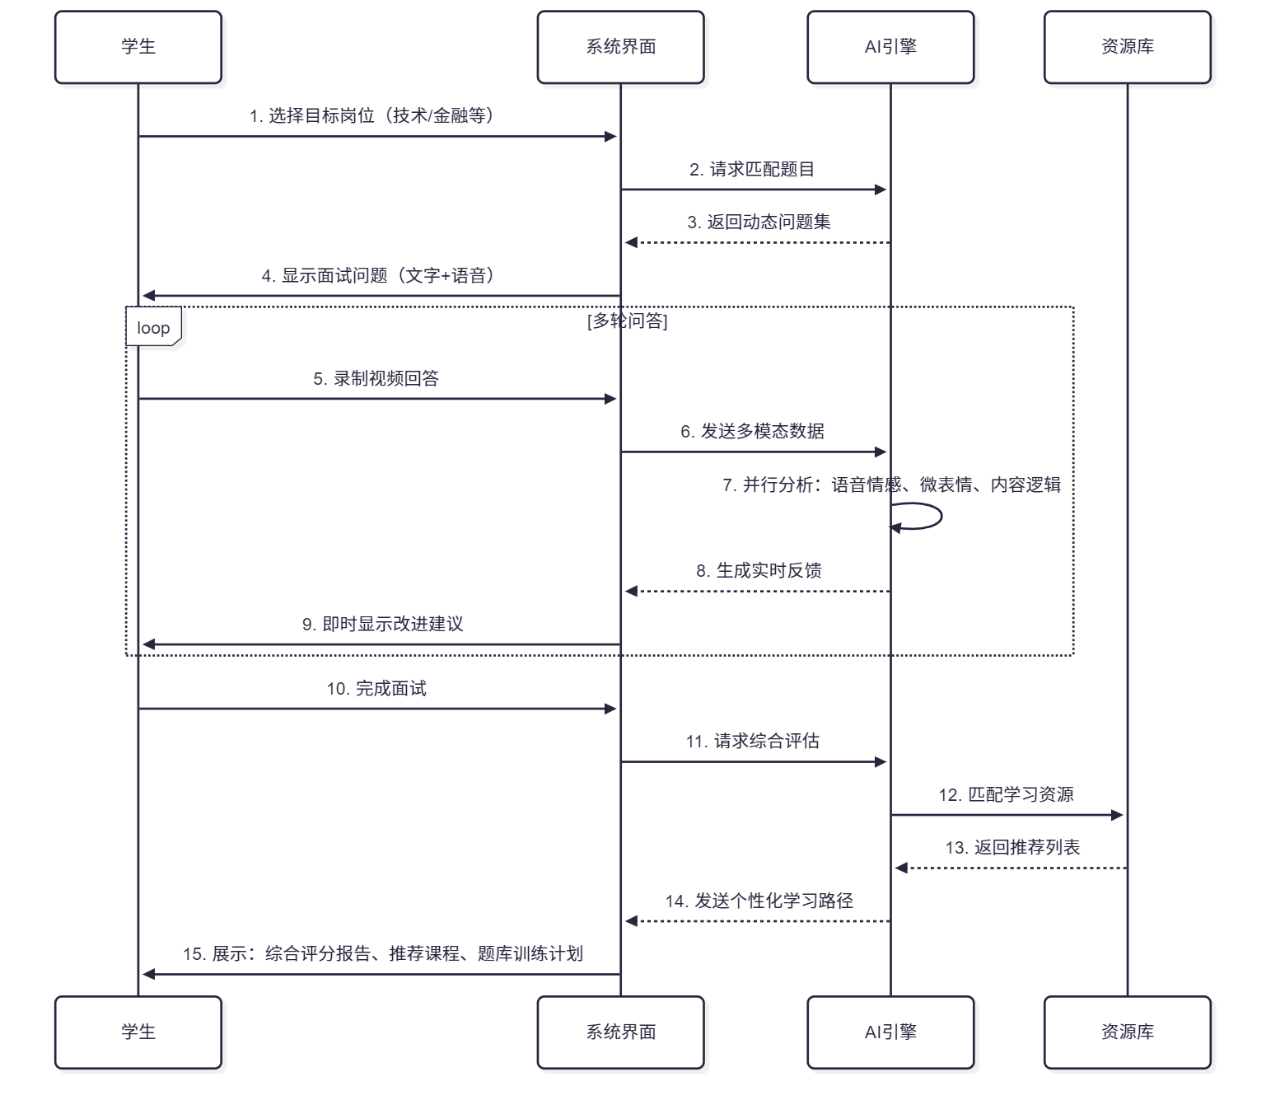 学生
系统界面
AI引擎
资源库
1. 选择目标岗位（技术/金融等）
2. 请求匹配题目
3. 返回动态问题集
4. 显示面试问题（文字+语音）
loop
[多轮问答]
5. 录制视频回答
6. 发送多模态数据
7. 并行分析：语音情感、微表情、内容逻辑
8. 生成实时反馈
9. 即时显示改进建议
10. 完成面试
11. 请求综合评估
12. 匹配学习资源
13. 返回推荐列表
14. 发送个性化学习路径
15. 展示：综合评分报告、推荐课程、题库训练计划
学生
系统界面
AI引擎
资源库